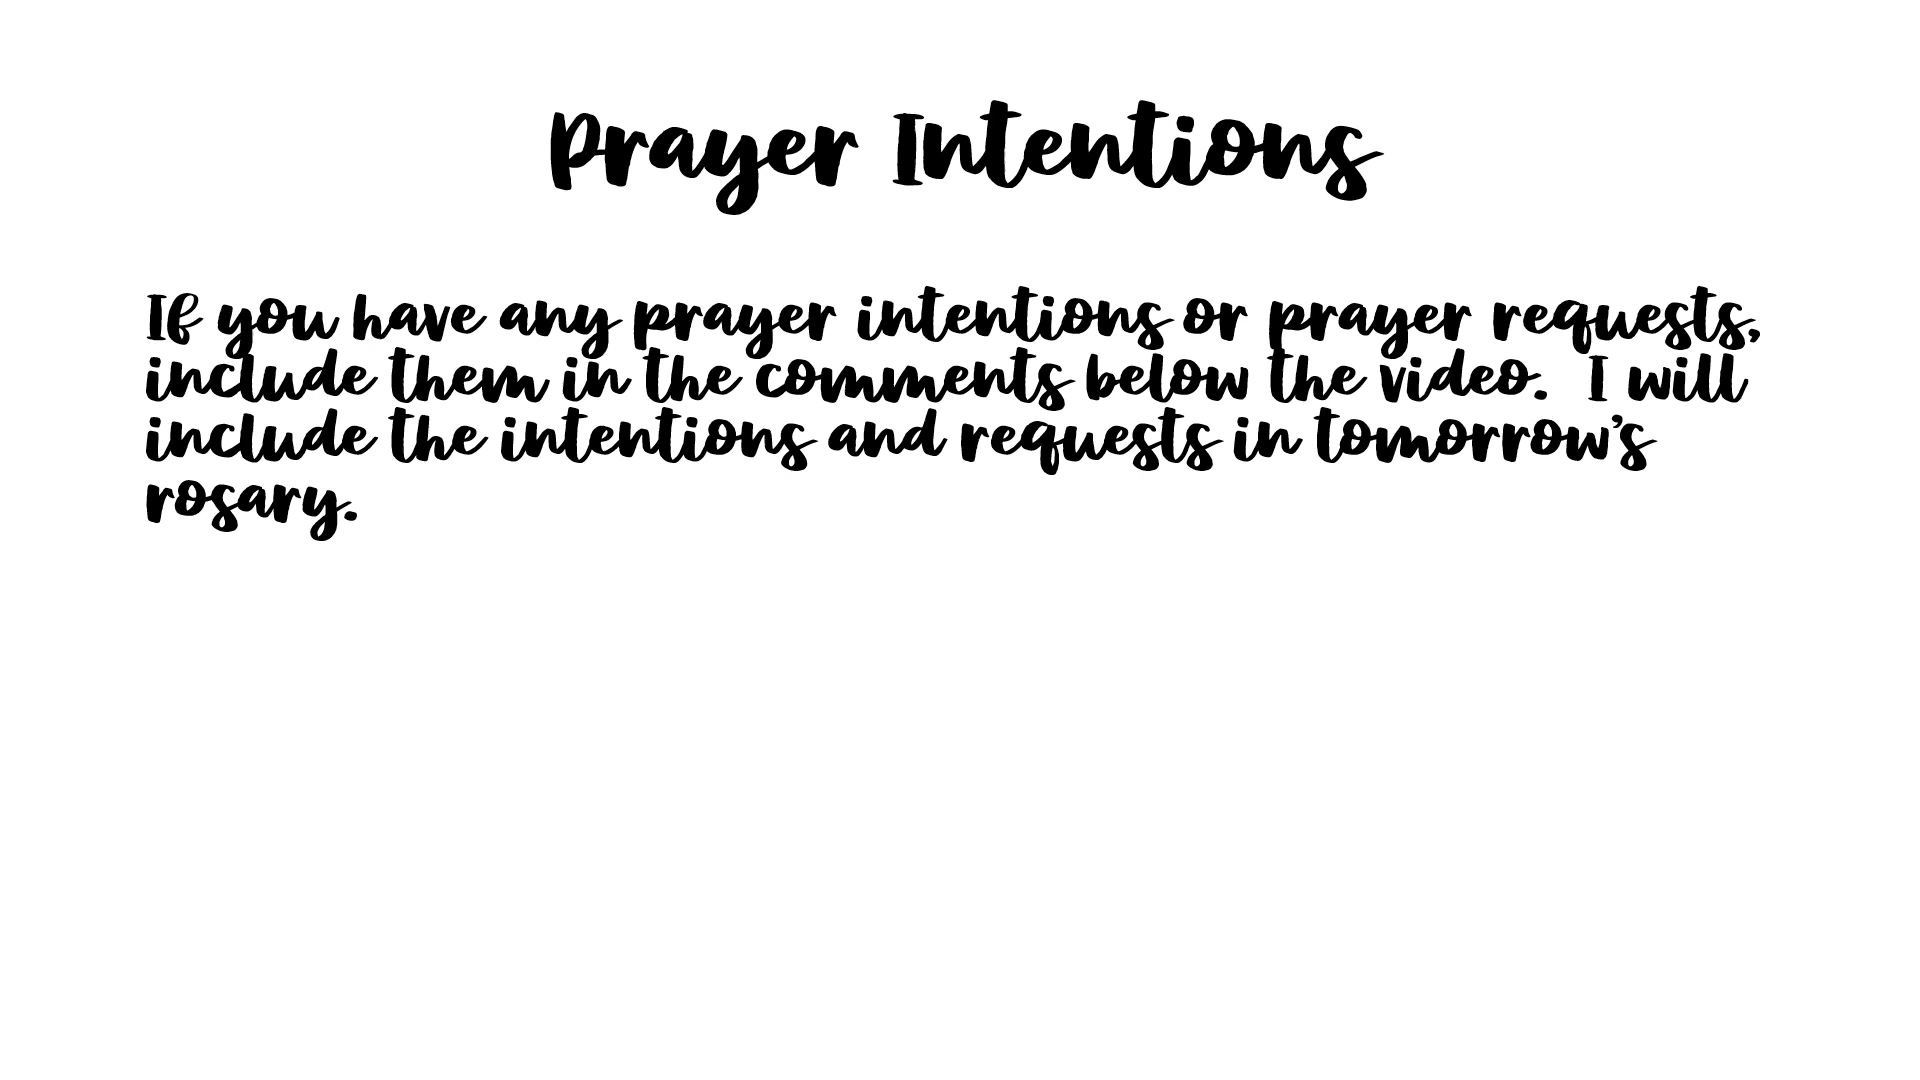 Prayer Intentions
If you have any prayer intentions or prayer requests,
include them in the comments below the video.  I will
include the intentions and requests in tomorrow's
rosary.